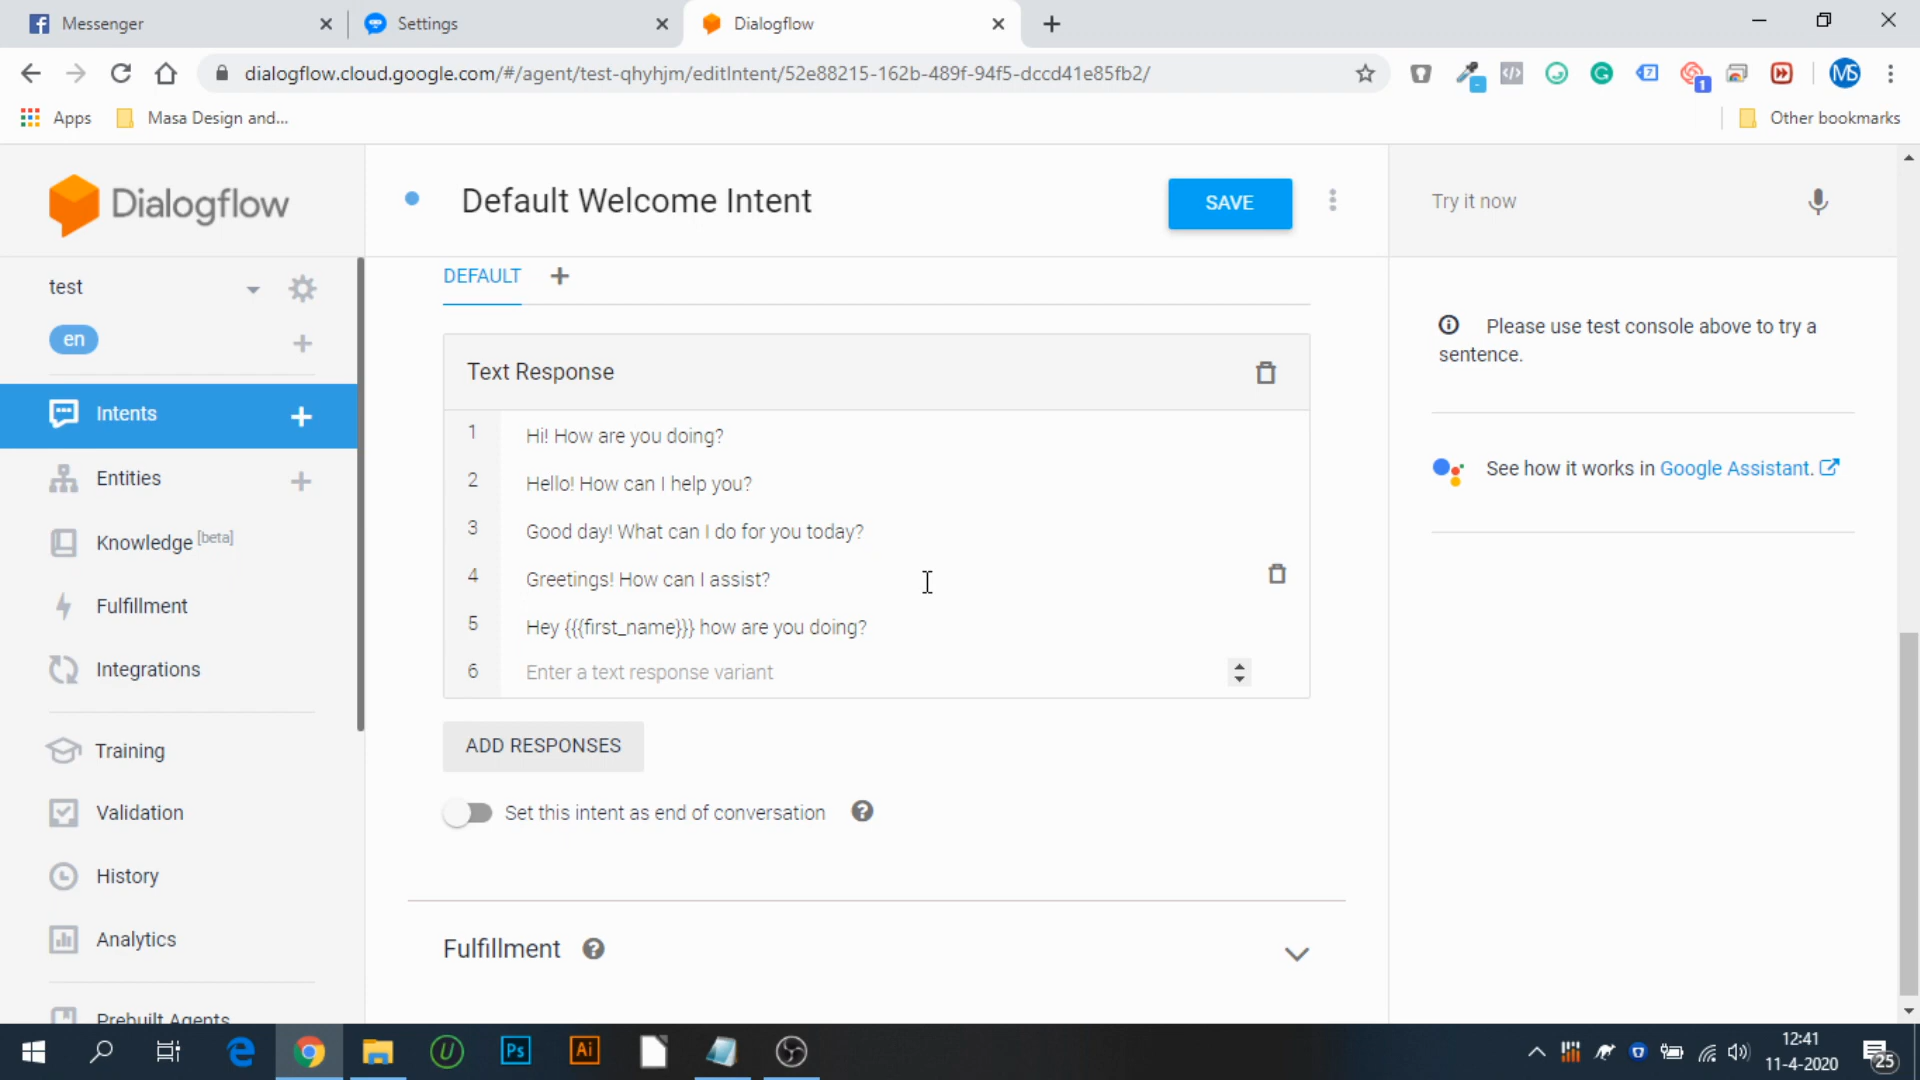 Messenger
Settings
Dialogflow
dialogflow.cloud.google.com/#/agent/test-qhyhjm/editIntent/52e88215-162b-489f-94f5-dccd41e85fb2/
7
1
MS
Apps
Masa Design and...
Other bookmarks
Dialogflow
Default Welcome Intent
SAVE
Try it now
test
en
DEFAULT
Intents
Entities
Knowledge [beta]
Fulfillment
Integrations
Training
Validation
History
Analytics
Prebuilt Agents
Text Response
1 Hi! How are you doing?
2 Hello! How can I help you?
3 Good day! What can I do for you today?
4 Greetings! How can I assist?
5 Hey {{{first_name}}} how are you doing?
6 Enter a text response variant
ADD RESPONSES
Set this intent as end of conversation
Fulfillment
Please use test console above to try a
sentence.
See how it works in Google Assistant.
Ps
Ai
12:41
11-4-2020
25